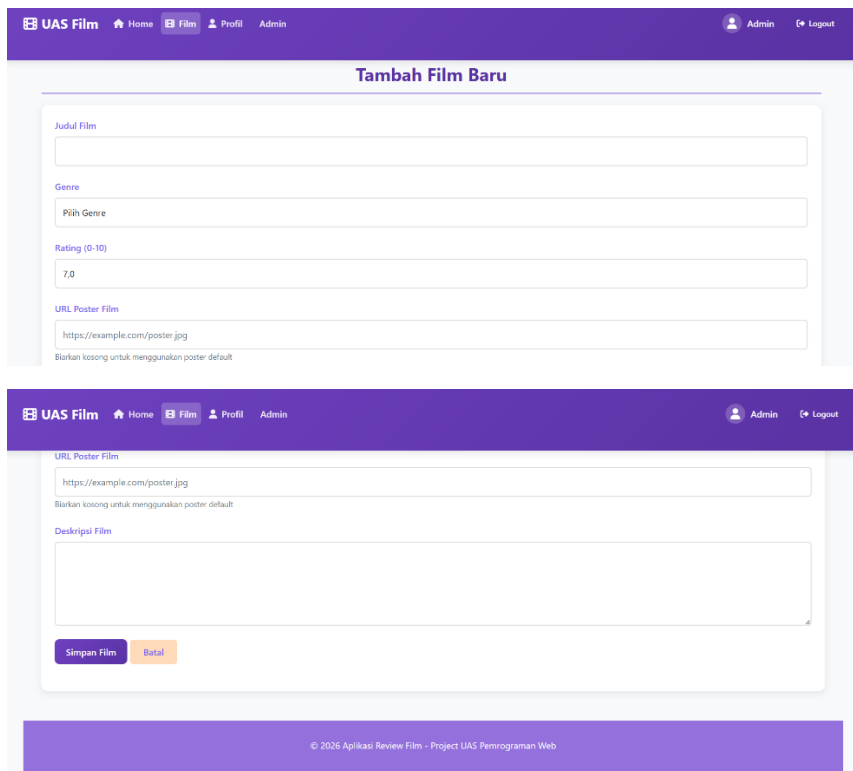 UAS Film Home Film Profil Admin Admin Logout
Tambah Film Baru
Judul Film
Genre
Pilih Genre
Rating (0-10)
7,0
URL Poster Film
https://example.com/poster.jpg
Biarkan kosong untuk menggunakan poster default
UAS Film Home Film Profil Admin Admin Logout
URL Poster Film
https://example.com/poster.jpg
Biarkan kosong untuk menggunakan poster default
Deskripsi Film
Simpan Film Batal
© 2026 Aplikasi Review Film - Project UAS Pemrograman Web